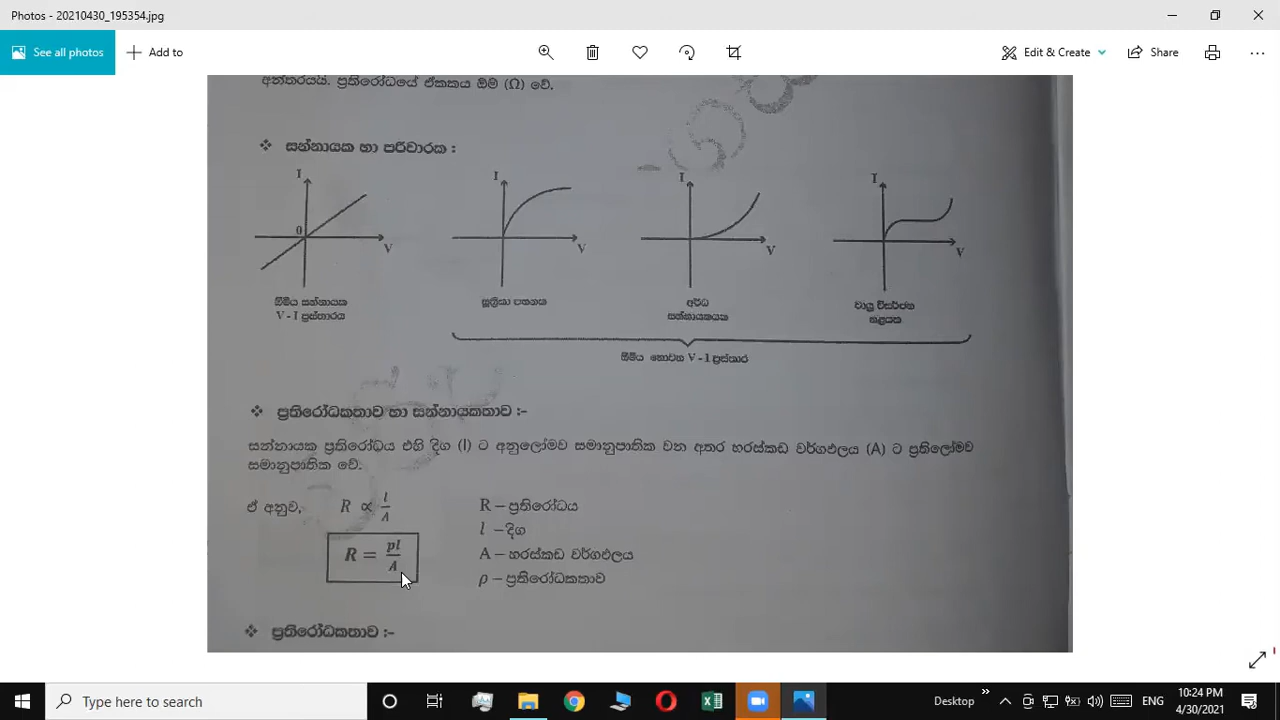 Photos - 20210430_195354.jpg
See all photos
Add to
Edit & Create
Share
අන්තරයයි. ප්‍රතිරෝධයේ ඒකකය ඕම් (Ω) වේ.
❖ සන්නායක හා පරිවාරක :
I I I I
0
V V V V
ඕමීය සන්නායක
V - I ප්‍රස්තාරය
සූත්‍රිකා පහනක
අර්ධ
සන්නායකයක
වායු විසර්ජන
නළයක
ඕමීය නොවන V - I ප්‍රස්තාර
❖ ප්‍රතිරෝධකතාව හා සන්නායකතාව :-
සන්නායක ප්‍රතිරෝධය එහි දිග (l) ට අනුලෝමව සමානුපාතික වන අතර හරස්කඩ වර්ගඵලය (A) ට ප්‍රතිලෝමව
සමානුපාතික වේ.
ඒ අනුව, R ∝ l/A
R = pl/A
R – ප්‍රතිරෝධය
l – දිග
A – හරස්කඩ වර්ගඵලය
ρ – ප්‍රතිරෝධකතාව
❖ ප්‍රතිරෝධකතාව :-
Type here to search
Desktop
ENG
10:24 PM
4/30/2021